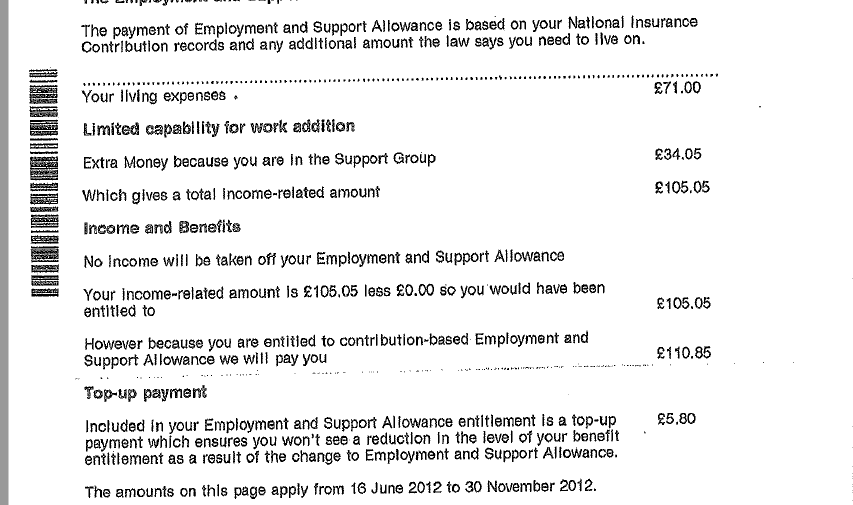 The payment of Employment and Support Allowance is based on your National Insurance
Contribution records and any additional amount the law says you need to live on.
Your living expenses £71.00
Limited capability for work addition
Extra Money because you are in the Support Group £34.05
Which gives a total income-related amount £105.05
Income and Benefits
No income will be taken off your Employment and Support Allowance
Your income-related amount is £105.05 less £0.00 so you would have been
entitled to £105.05
However because you are entitled to contribution-based Employment and
Support Allowance we will pay you £110.85
Top-up payment
Included in your Employment and Support Allowance entitlement is a top-up £5.80
payment which ensures you won't see a reduction in the level of your benefit
entitlement as a result of the change to Employment and Support Allowance.
The amounts on this page apply from 16 June 2012 to 30 November 2012.